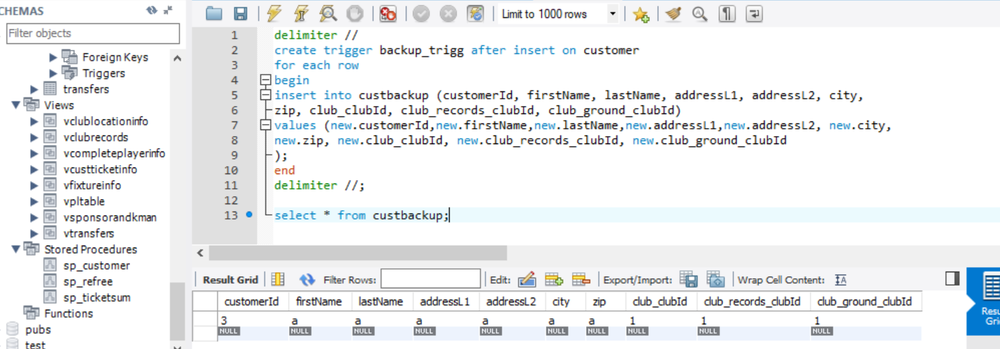 CHEMAS
Filter objects
Foreign Keys
Triggers
transfers
Views
vclublocationinfo
vclubrecords
vcompleteplayerinfo
vcustticketinfo
vfixtureinfo
vpltable
vsponsorandkman
vtransfers
Stored Procedures
sp_customer
sp_refree
sp_ticketsum
Functions
pubs
test
Limit to 1000 rows
1 delimiter //
2 create trigger backup_trigg after insert on customer
3 for each row
4 begin
5 insert into custbackup (customerId, firstName, lastName, addressL1, addressL2, city,
6 zip, club_clubId, club_records_clubId, club_ground_clubId)
7 values (new.customerId,new.firstName,new.lastName,new.addressL1,new.addressL2, new.city,
8 new.zip, new.club_clubId, new.club_records_clubId, new.club_ground_clubId
9 );
10 end
11 delimiter //;
12
13 select * from custbackup;
Result Grid Filter Rows: Edit: Export/Import: Wrap Cell Content: IA
customerId firstName lastName addressL1 addressL2 city zip club_clubId club_records_clubId club_ground_clubId
3 a a a a a a 1 1 1
NULL NULL NULL NULL NULL NULL NULL NULL NULL NULL
Resu
Gri